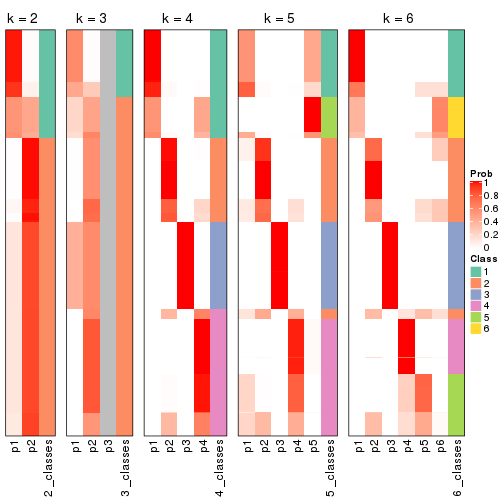 k = 2
k = 3
k = 4
k = 5
k = 6
Prob
1
0.8
0.6
0.4
0.2
0
Class
1
2
3
4
5
6
p1
p2
2_classes
p1
p2
p3
3_classes
p1
p2
p3
p4
4_classes
p1
p2
p3
p4
p5
5_classes
p1
p2
p3
p4
p5
p6
6_classes